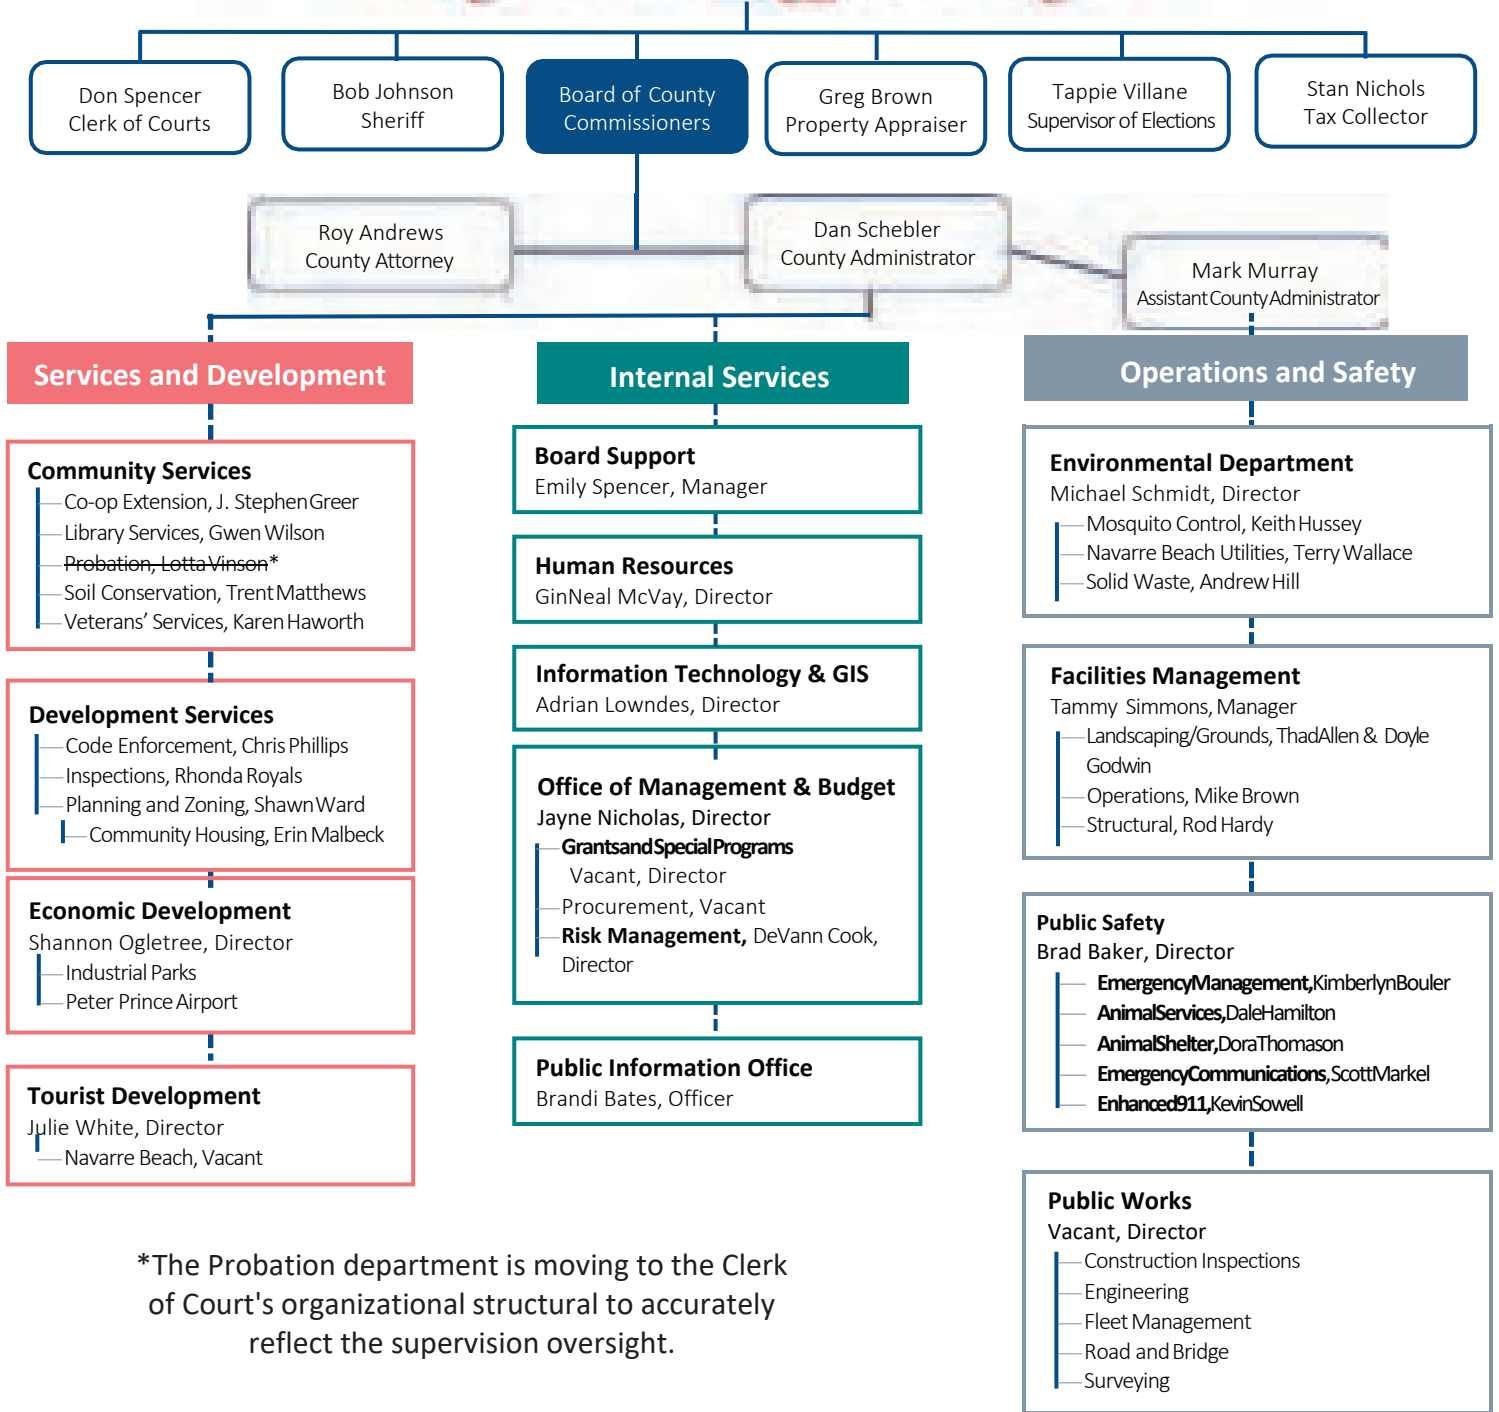 Don Spencer
Clerk of Courts
Bob Johnson
Sheriff
Board of County
Commissioners
Greg Brown
Property Appraiser
Tappie Villane
Supervisor of Elections
Stan Nichols
Tax Collector
Roy Andrews
County Attorney
Dan Schebler
County Administrator
Mark Murray
Assistant County Administrator
Services and Development
Community Services
Co-op Extension, J. Stephen Greer
Library Services, Gwen Wilson
Probation, Lotta Vinson*
Soil Conservation, Trent Matthews
Veterans’ Services, Karen Haworth
Development Services
Code Enforcement, Chris Phillips
Inspections, Rhonda Royals
Planning and Zoning, Shawn Ward
Community Housing, Erin Malbeck
Economic Development
Shannon Ogletree, Director
Industrial Parks
Peter Prince Airport
Tourist Development
Julie White, Director
Navarre Beach, Vacant
Internal Services
Board Support
Emily Spencer, Manager
Human Resources
GinNeal McVay, Director
Information Technology & GIS
Adrian Lowndes, Director
Office of Management & Budget
Jayne Nicholas, Director
Grants and Special Programs
Vacant, Director
Procurement, Vacant
Risk Management, DeVann Cook,
Director
Public Information Office
Brandi Bates, Officer
Operations and Safety
Environmental Department
Michael Schmidt, Director
Mosquito Control, Keith Hussey
Navarre Beach Utilities, Terry Wallace
Solid Waste, Andrew Hill
Facilities Management
Tammy Simmons, Manager
Landscaping/Grounds, Thad Allen & Doyle
Godwin
Operations, Mike Brown
Structural, Rod Hardy
Public Safety
Brad Baker, Director
Emergency Management, Kimberlyn Bouler
Animal Services, Dale Hamilton
Animal Shelter, Dora Thomason
Emergency Communications, Scott Markel
Enhanced 911, Kevin Sowell
Public Works
Vacant, Director
Construction Inspections
Engineering
Fleet Management
Road and Bridge
Surveying
*The Probation department is moving to the Clerk
of Court's organizational structural to accurately
reflect the supervision oversight.